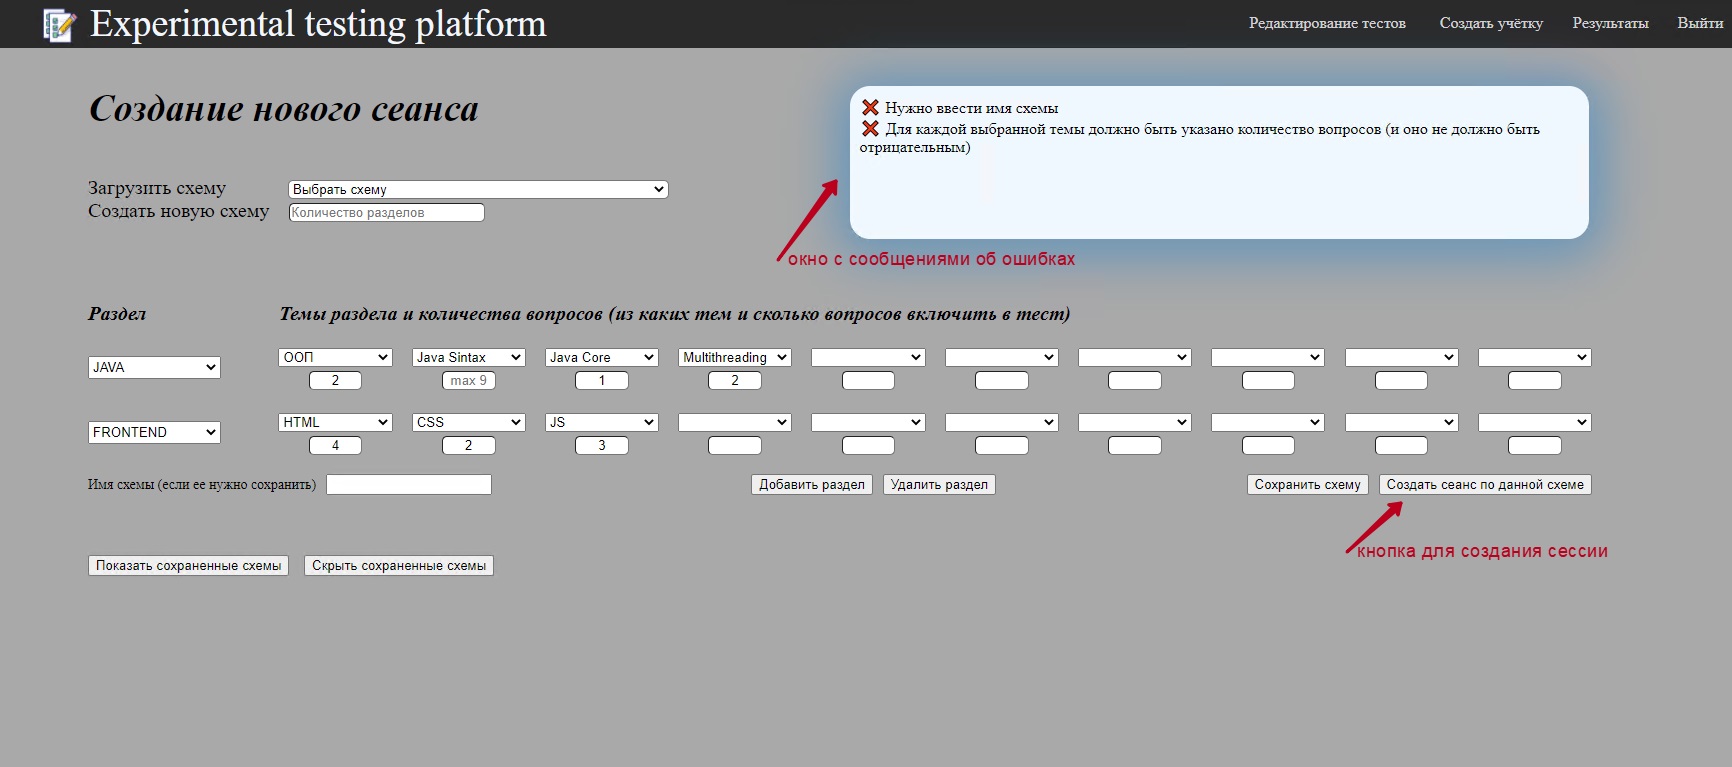 Experimental testing platform
Редактирование тестов
Создать учётку
Результаты
Выйти
Создание нового сеанса
Нужно ввести имя схемы
Для каждой выбранной темы должно быть указано количество вопросов (и оно не должно быть
отрицательным)
Загрузить схему
Выбрать схему
Создать новую схему
Количество разделов
окно с сообщениями об ошибках
Раздел
Темы раздела и количества вопросов (из каких тем и сколько вопросов включить в тест)
JAVA
ООП
Java Sintax
Java Core
Multithreading
2
max 9
1
2
FRONTEND
HTML
CSS
JS
4
2
3
Имя схемы (если ее нужно сохранить)
Добавить раздел
Удалить раздел
Сохранить схему
Создать сеанс по данной схеме
кнопка для создания сессии
Показать сохраненные схемы
Скрыть сохраненные схемы